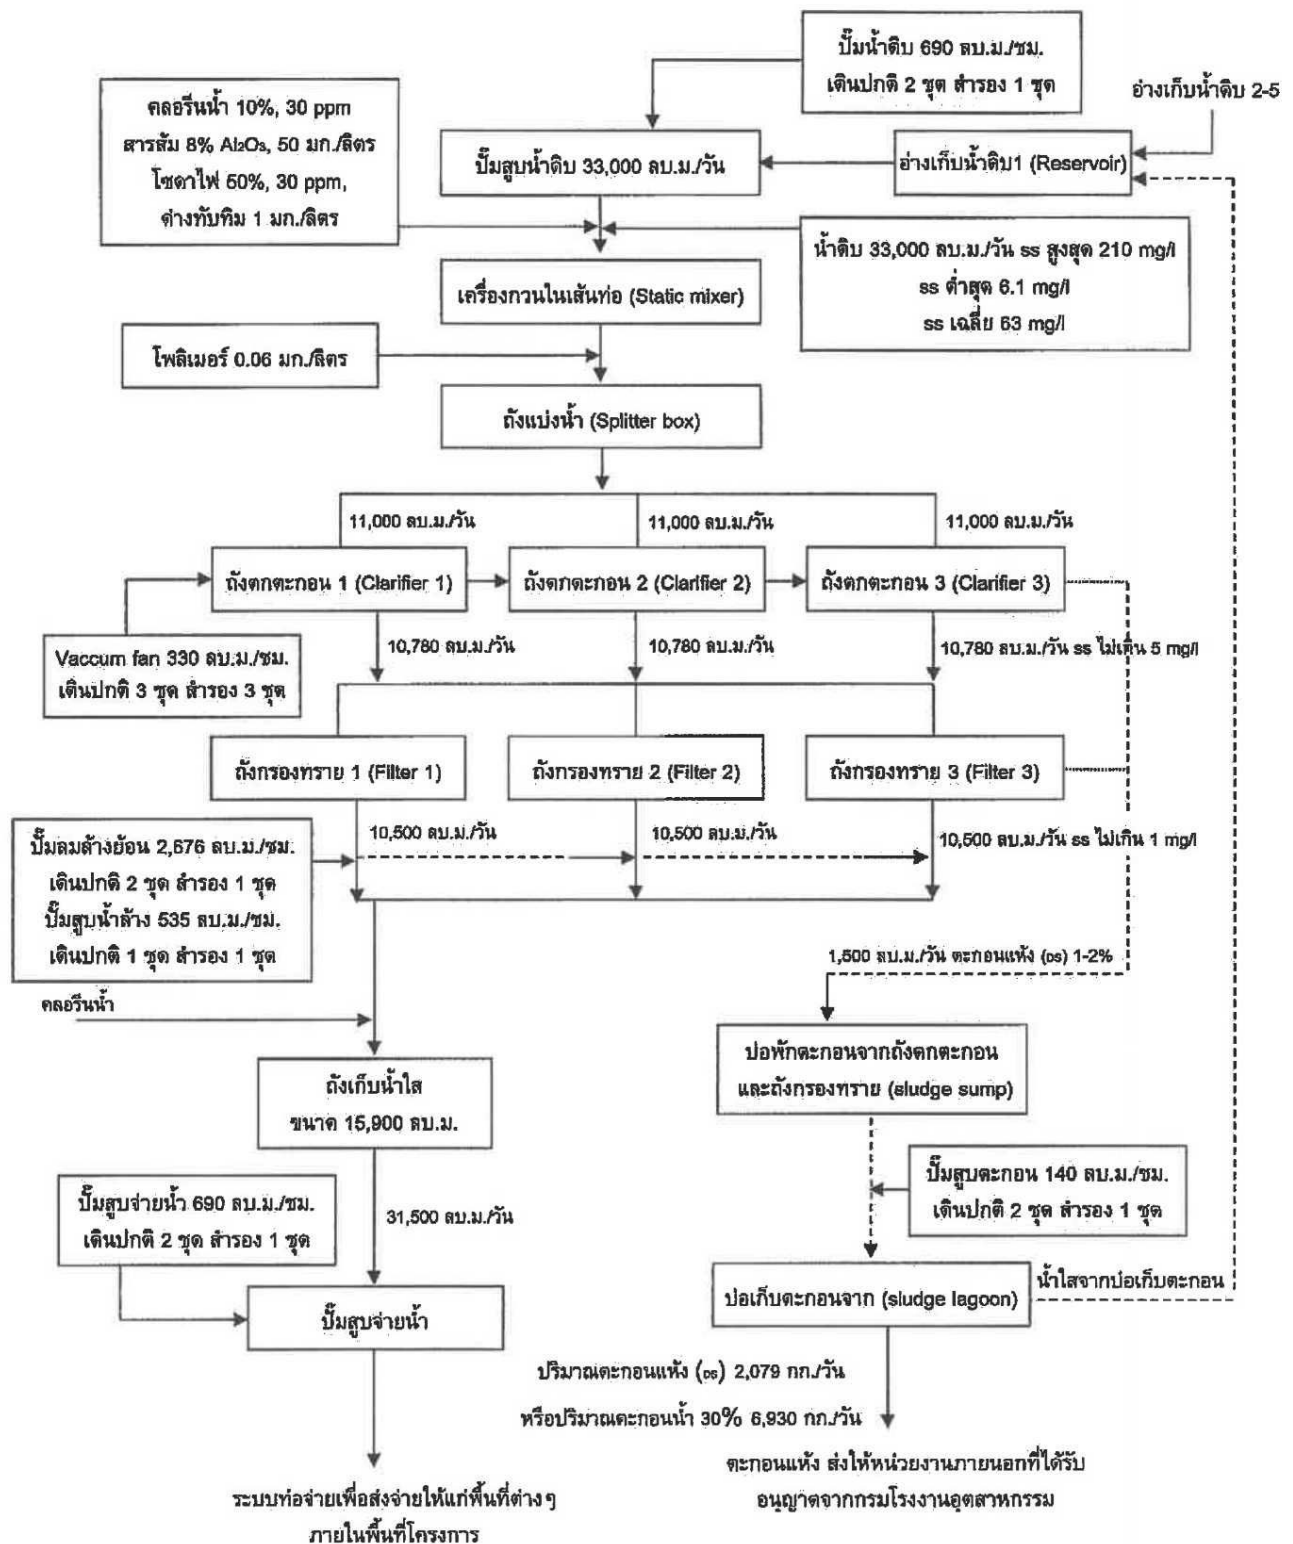 ปั๊มน้ำดิบ 690 ลบ.ม./ชม.
เดินปกติ 2 ชุด สำรอง 1 ชุด
อ่างเก็บน้ำดิบ 2-5
คลอรีนน้ำ 10%, 30 ppm
สารส้ม 8% Al₂O₅, 50 มก./ลิตร
โซดาไฟ 50%, 30 ppm,
ด่างทับทิม 1 มก./ลิตร
ปั๊มสูบน้ำดิบ 33,000 ลบ.ม./วัน
อ่างเก็บน้ำดิบ1 (Reservoir)
น้ำดิบ 33,000 ลบ.ม./วัน ss สูงสุด 210 mg/l
ss ต่ำสุด 6.1 mg/l
ss เฉลี่ย 63 mg/l
เครื่องกวนในเส้นท่อ (Static mixer)
โพลิเมอร์ 0.06 มก./ลิตร
ถังแบ่งน้ำ (Splitter box)
11,000 ลบ.ม./วัน
11,000 ลบ.ม./วัน
11,000 ลบ.ม./วัน
ถังตกตะกอน 1 (Clarifier 1)
ถังตกตะกอน 2 (Clarifier 2)
ถังตกตะกอน 3 (Clarifier 3)
Vaccum fan 330 ลบ.ม./ชม.
เดินปกติ 3 ชุด สำรอง 3 ชุด
10,780 ลบ.ม./วัน
10,780 ลบ.ม./วัน
10,780 ลบ.ม./วัน ss ไม่เกิน 5 mg/l
ถังกรองทราย 1 (Filter 1)
ถังกรองทราย 2 (Filter 2)
ถังกรองทราย 3 (Filter 3)
10,500 ลบ.ม./วัน
10,500 ลบ.ม./วัน
10,500 ลบ.ม./วัน ss ไม่เกิน 1 mg/l
ปั๊มลมล้างย้อน 2,676 ลบ.ม./ชม.
เดินปกติ 2 ชุด สำรอง 1 ชุด
ปั๊มสูบน้ำล้าง 535 ลบ.ม./ชม.
เดินปกติ 1 ชุด สำรอง 1 ชุด
1,500 ลบ.ม./วัน ตะกอนแห้ง (DS) 1-2%
คลอรีนน้ำ
บ่อพักตะกอนจากถังตกตะกอน
และถังกรองทราย (sludge sump)
ถังเก็บน้ำใส
ขนาด 15,900 ลบ.ม.
ปั๊มสูบตะกอน 140 ลบ.ม./ชม.
เดินปกติ 2 ชุด สำรอง 1 ชุด
ปั๊มสูบจ่ายน้ำ 690 ลบ.ม./ชม.
เดินปกติ 2 ชุด สำรอง 1 ชุด
31,500 ลบ.ม./วัน
บ่อเก็บตะกอนจาก (sludge lagoon)
น้ำใสจากบ่อเก็บตะกอน
ปั๊มสูบจ่ายน้ำ
ปริมาณตะกอนแห้ง (DS) 2,079 กก./วัน
หรือปริมาณตะกอนน้ำ 30% 6,930 กก./วัน
ตะกอนแห้ง ส่งให้หน่วยงานภายนอกที่ได้รับ
อนุญาตจากกรมโรงงานอุตสาหกรรม
ระบบท่อจ่ายเพื่อส่งจ่ายให้แก่พื้นที่ต่างๆ
ภายในพื้นที่โครงการ